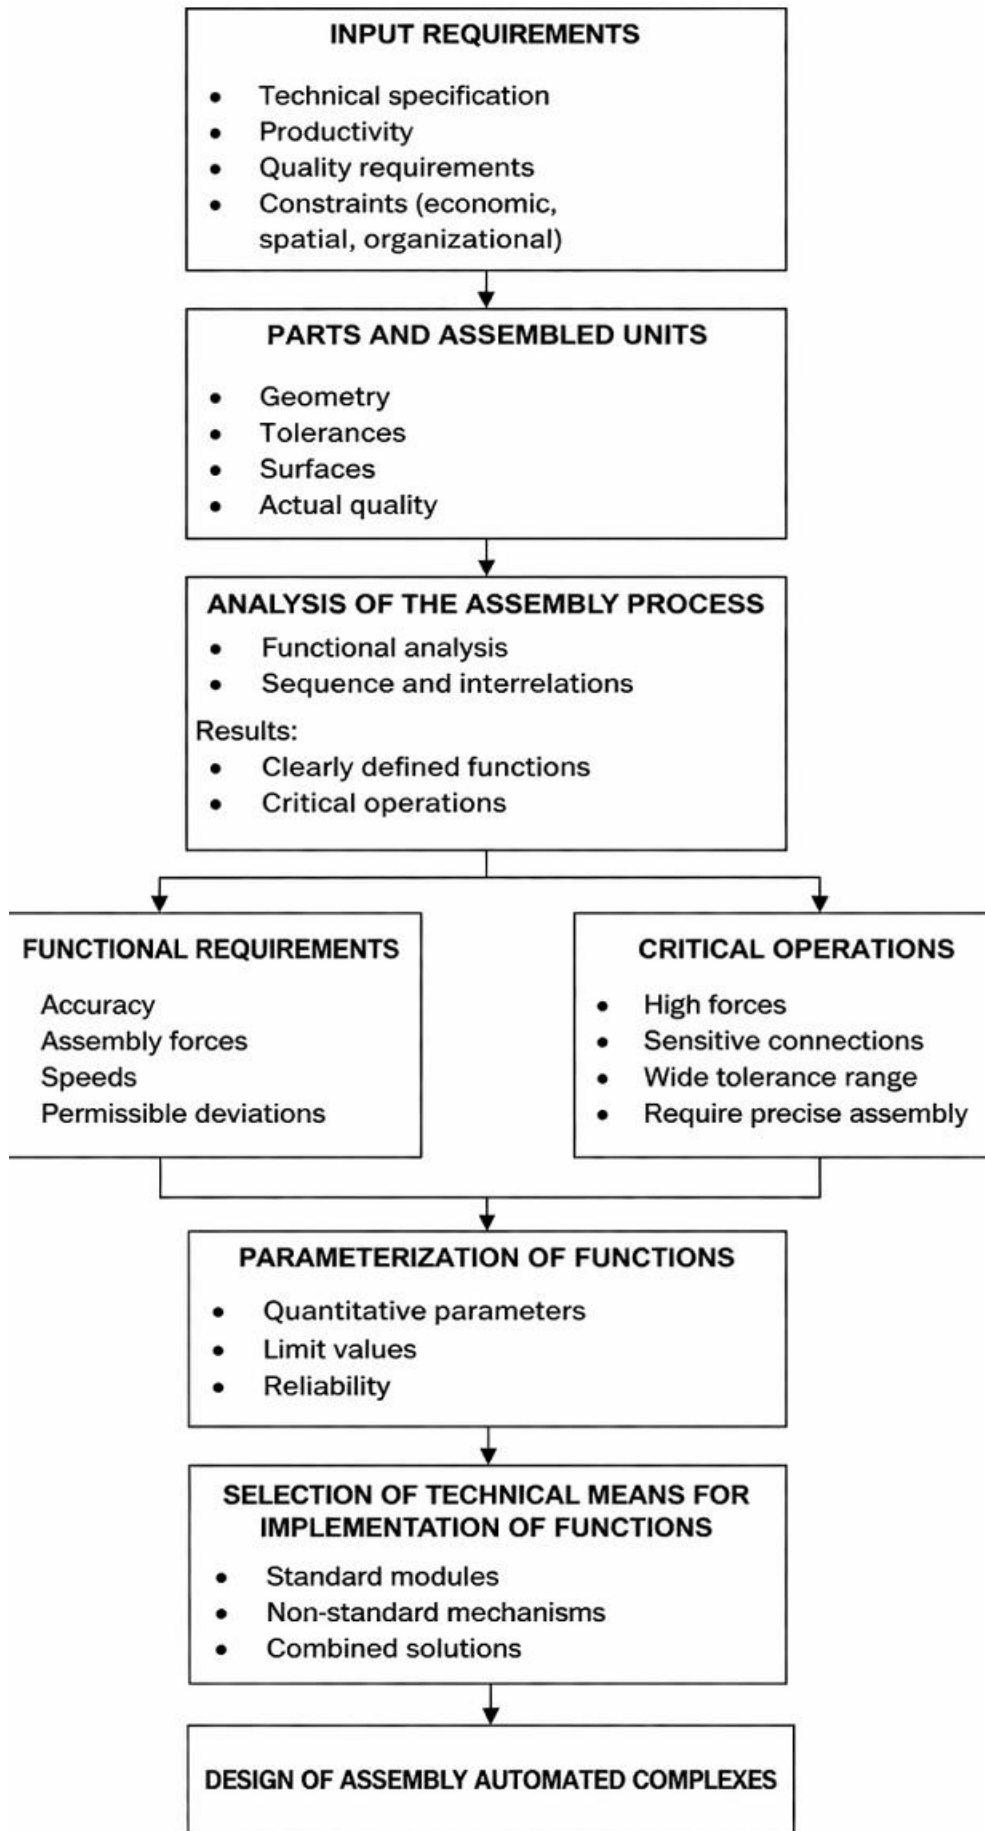 INPUT REQUIREMENTS
• Technical specification
• Productivity
• Quality requirements
• Constraints (economic,
spatial, organizational)
PARTS AND ASSEMBLED UNITS
• Geometry
• Tolerances
• Surfaces
• Actual quality
ANALYSIS OF THE ASSEMBLY PROCESS
• Functional analysis
• Sequence and interrelations
Results:
• Clearly defined functions
• Critical operations
FUNCTIONAL REQUIREMENTS
Accuracy
Assembly forces
Speeds
Permissible deviations
CRITICAL OPERATIONS
• High forces
• Sensitive connections
• Wide tolerance range
• Require precise assembly
PARAMETERIZATION OF FUNCTIONS
• Quantitative parameters
• Limit values
• Reliability
SELECTION OF TECHNICAL MEANS FOR
IMPLEMENTATION OF FUNCTIONS
• Standard modules
• Non-standard mechanisms
• Combined solutions
DESIGN OF ASSEMBLY AUTOMATED COMPLEXES